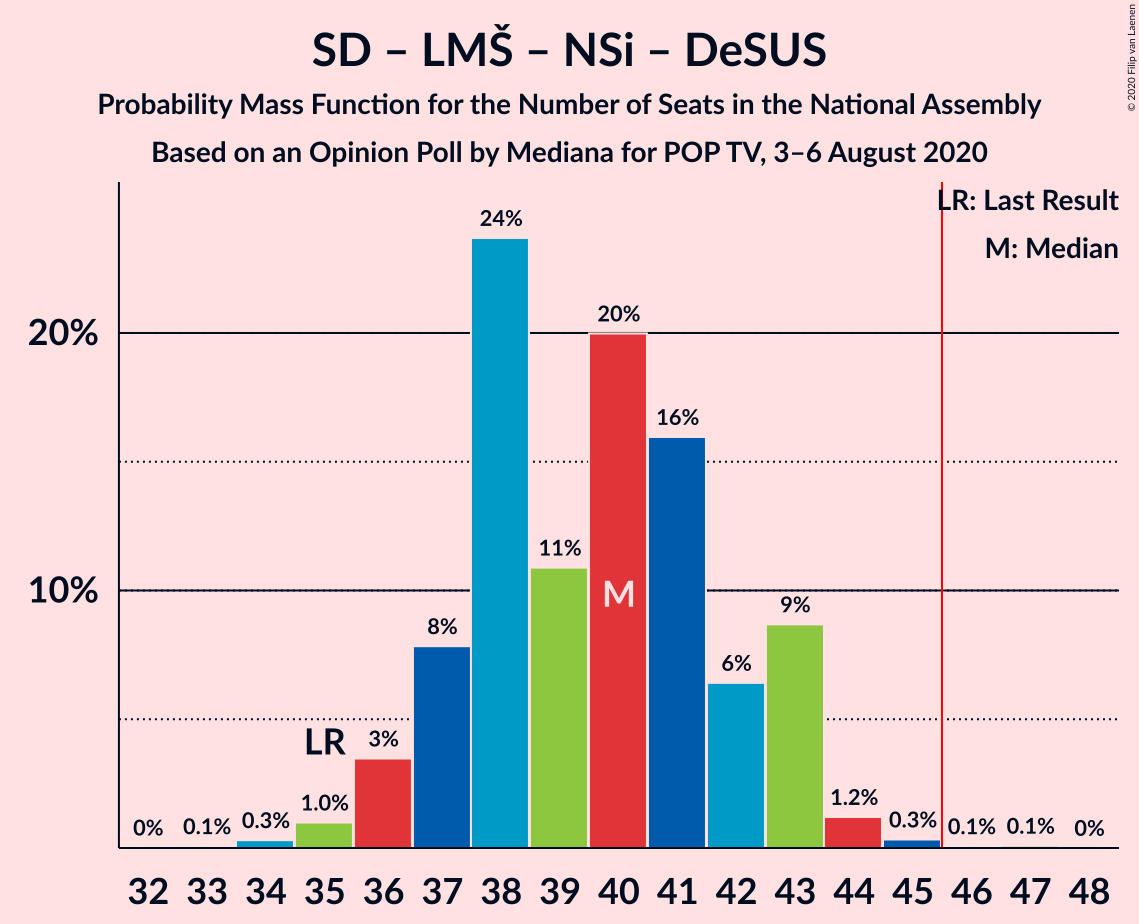 SD – LMŠ – NSi – DeSUS
Probability Mass Function for the Number of Seats in the National Assembly
Based on an Opinion Poll by Mediana for POP TV, 3–6 August 2020
© 2020 Filip van Laenen
LR: Last Result
M: Median
24%
20%
20%
16%
11%
10%
M
9%
8%
6%
LR
3%
1.0%
1.2%
0%
0.1%
0.3%
0.3%
0.1%
0.1%
0%
32 33 34 35 36 37 38 39 40 41 42 43 44 45 46 47 48